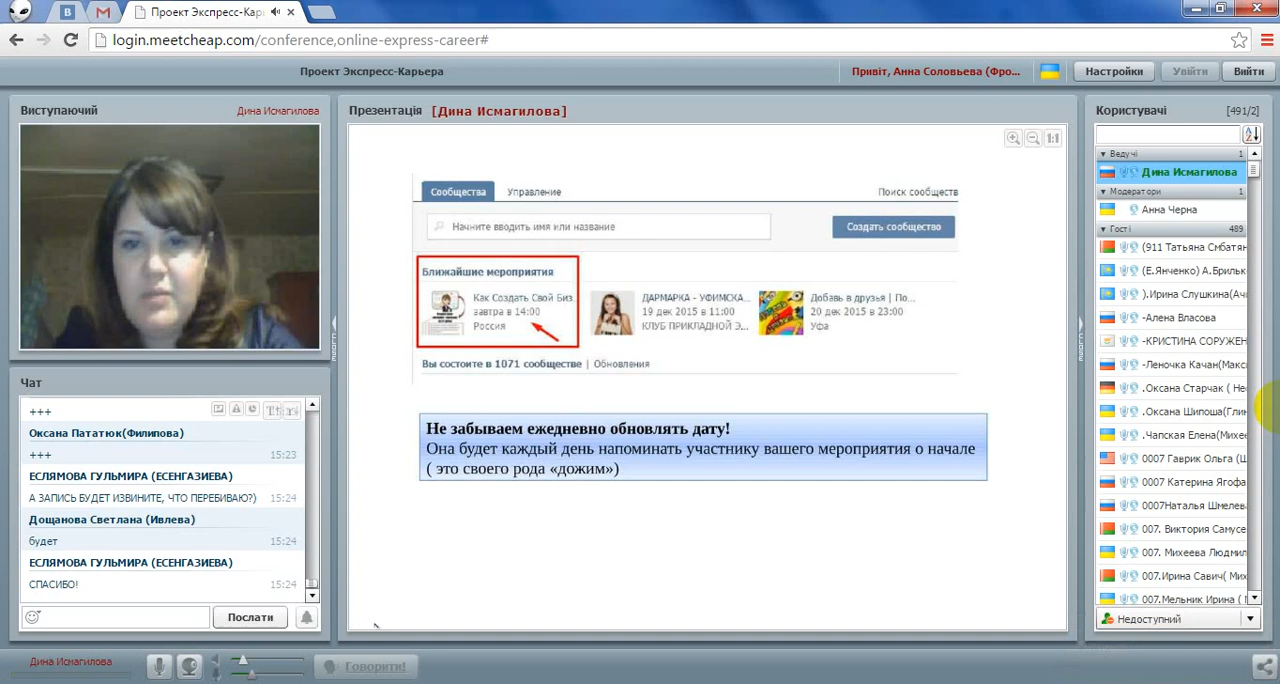 Проект Экспресс-Карь
login.meetcheap.com/conference,online-express-career#
Проект Экспресс-Карьера
Привіт, Анна Соловьева (Фро...
Настройки
Увійти
Вийти
Виступаючий
Дина Исмагилова
Чат
+++
Оксана Пататюк(Филипова)
+++ 15:23
ЕСЛЯМОВА ГУЛЬМИРА (ЕСЕНГАЗИЕВА)
А ЗАПИСЬ БУДЕТ ИЗВИНИТЕ, ЧТО ПЕРЕБИВАЮ?) 15:24
Дощанова Светлана (Ивлева)
будет 15:24
ЕСЛЯМОВА ГУЛЬМИРА (ЕСЕНГАЗИЕВА)
СПАСИБО! 15:24
Послати
Дина Исмагилова
Говорити!
Презентація [Дина Исмагилова]
1:1
Сообщества Управление Поиск сообществ
Начните вводить имя или название
Создать сообщество
Ближайшие мероприятия
Как Создать Свой Биз
завтра в 14:00
Россия
ДАРМАРКА - УФИМСКА...
19 дек 2015 в 11:00
КЛУБ ПРИКЛАДНОЙ Э...
Добавь в друзья | По...
20 дек 2015 в 23:00
Уфа
Вы состоите в 1071 сообществе | Обновления
Не забываем ежедневно обновлять дату!
Она будет каждый день напоминать участнику вашего мероприятия о начале
( это своего рода «дожим»)
Користувачі [491/2]
Ведучі 1
Дина Исмагилова
Модератори 1
Анна Черна
Гості 489
(911 Татьяна Смбатян
(Е.Янченко) А.Брильк
).Ирина Слушкина(Ач
-Алена Власова
-КРИСТИНА СОРУЖЕН
-Леночка Качан(Макс
.Оксана Старчак ( Не
.Оксана Шипоша(Глин
.Чапская Елена(Михее
0007 Гаврик Ольга (Ш
0007 Катерина Ягофа
0007Наталья Шмелев
007. Виктория Самусе
007. Михеева Людмил
007.Ирина Савич( Мих
007.Мельник Ирина (
Недоступний